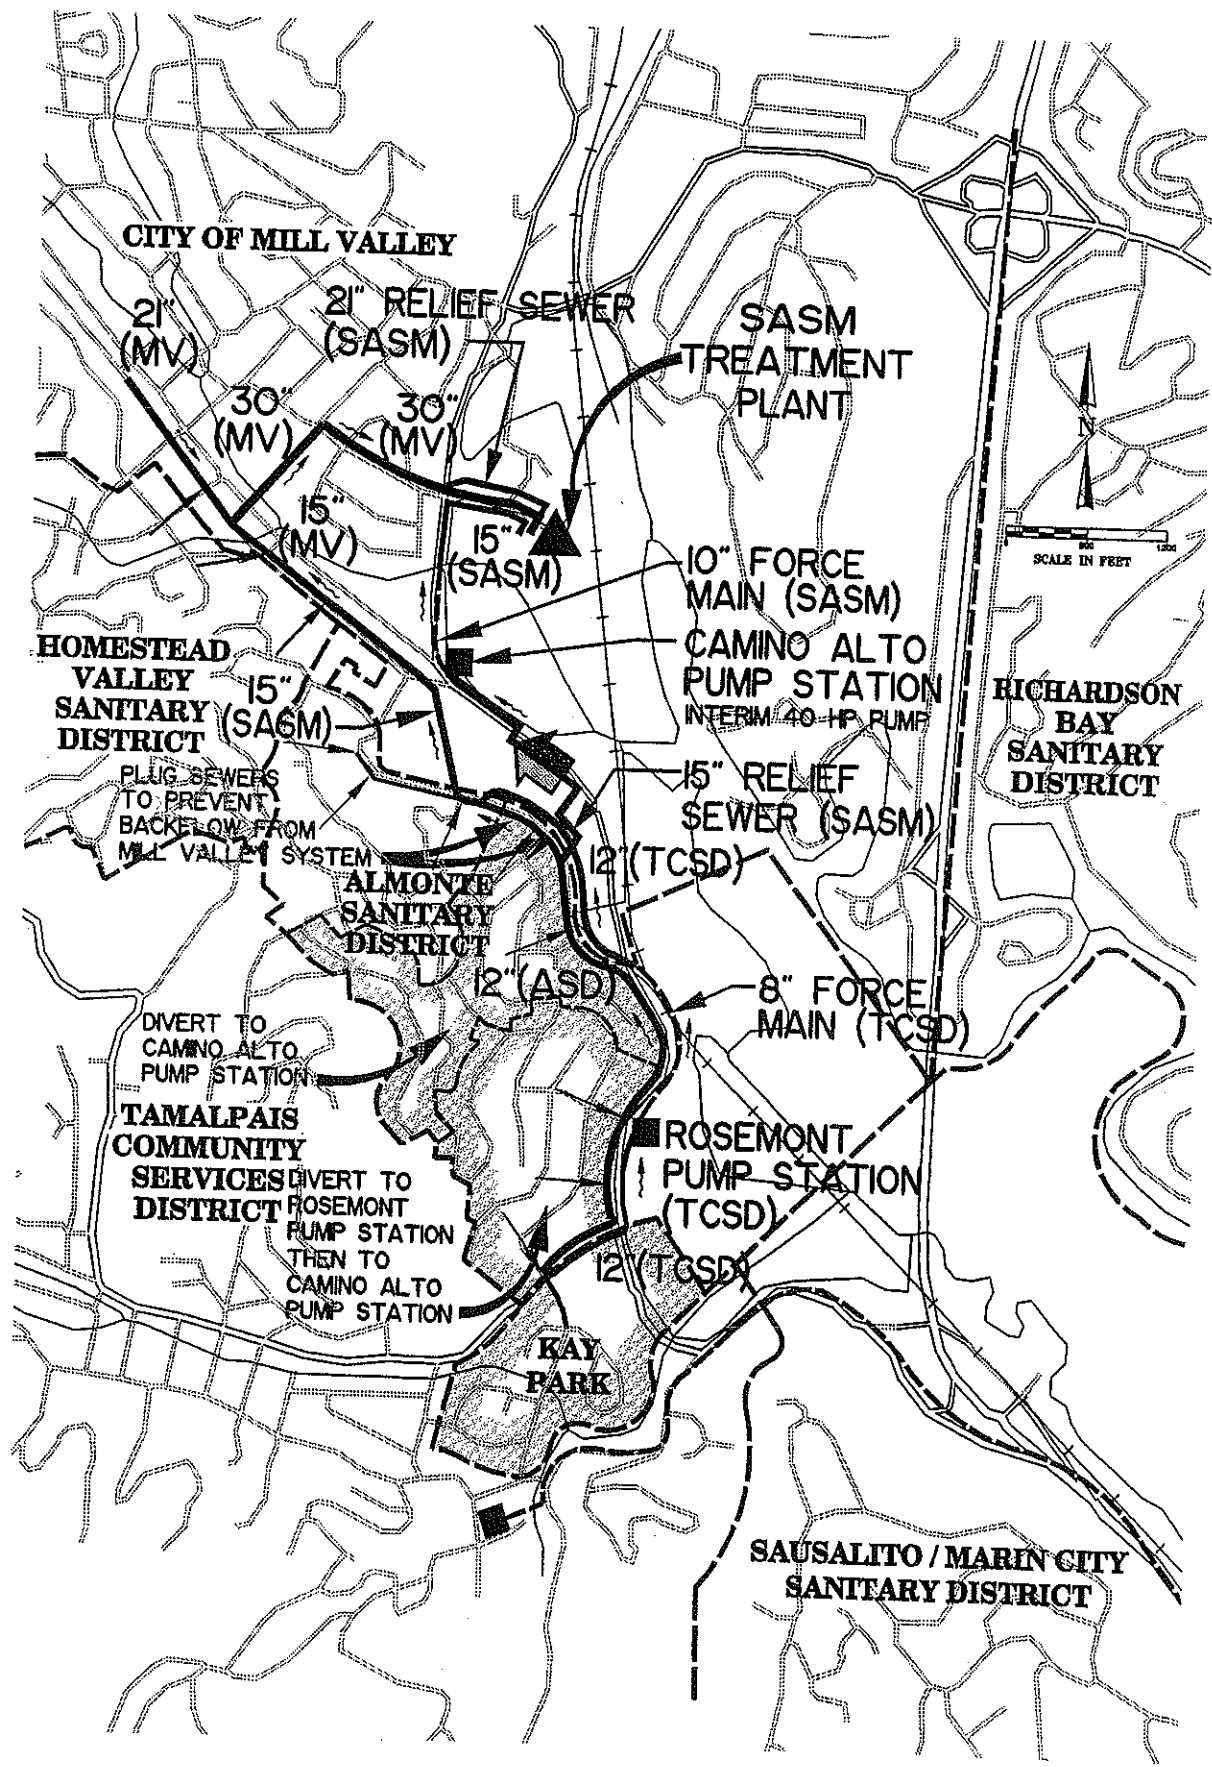 CITY OF MILL VALLEY
21"
(MV)
21" RELIEF SEWER
(SASM)
SASM
TREATMENT
PLANT
30"
(MV)
30"
(MV)
N
15"
(MV)
15"
(SASM)
900
1200
SCALE IN FEET
10" FORCE
MAIN (SASM)
CAMINO ALTO
PUMP STATION
INTERIM 40 HP PUMP
HOMESTEAD
VALLEY
SANITARY
DISTRICT
15"
(SASM)
RICHARDSON
BAY
SANITARY
DISTRICT
PLUG SEWERS
TO PREVENT
BACKFLOW FROM
MILL VALLEY SYSTEM
15" RELIEF
SEWER (SASM)
12" (TCSD)
ALMONTE
SANITARY
DISTRICT
12" (ASD)
8" FORCE
MAIN (TCSD)
DIVERT TO
CAMINO ALTO
PUMP STATION
TAMALPAIS
COMMUNITY
SERVICES
DISTRICT
ROSEMONT
PUMP STATION
(TCSD)
DIVERT TO
ROSEMONT
PUMP STATION
THEN TO
CAMINO ALTO
PUMP STATION
12" (TCSD)
KAY
PARK
SAUSALITO / MARIN CITY
SANITARY DISTRICT